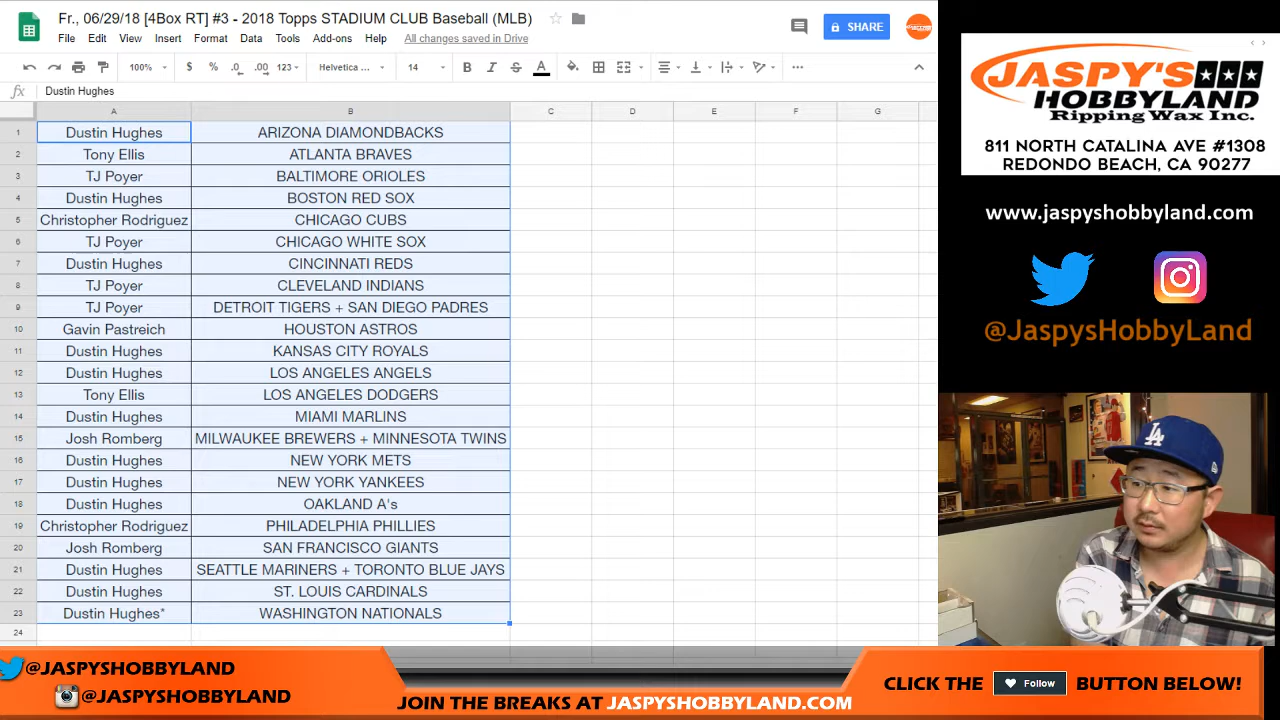 Fr., 06/29/18 [4Box RT] #3 - 2018 Topps STADIUM CLUB Baseball (MLB)
File Edit View Insert Format Data Tools Add-ons Help All changes saved in Drive
SHARE
100% $ % .0 .00 123 Helvetica ... 14 B I S A
fx Dustin Hughes
A B C D E F G
1 Dustin Hughes ARIZONA DIAMONDBACKS
2 Tony Ellis ATLANTA BRAVES
3 TJ Poyer BALTIMORE ORIOLES
4 Dustin Hughes BOSTON RED SOX
5 Christopher Rodriguez CHICAGO CUBS
6 TJ Poyer CHICAGO WHITE SOX
7 Dustin Hughes CINCINNATI REDS
8 TJ Poyer CLEVELAND INDIANS
9 TJ Poyer DETROIT TIGERS + SAN DIEGO PADRES
10 Gavin Pastreich HOUSTON ASTROS
11 Dustin Hughes KANSAS CITY ROYALS
12 Dustin Hughes LOS ANGELES ANGELS
13 Tony Ellis LOS ANGELES DODGERS
14 Dustin Hughes MIAMI MARLINS
15 Josh Romberg MILWAUKEE BREWERS + MINNESOTA TWINS
16 Dustin Hughes NEW YORK METS
17 Dustin Hughes NEW YORK YANKEES
18 Dustin Hughes OAKLAND A's
19 Christopher Rodriguez PHILADELPHIA PHILLIES
20 Josh Romberg SAN FRANCISCO GIANTS
21 Dustin Hughes SEATTLE MARINERS + TORONTO BLUE JAYS
22 Dustin Hughes ST. LOUIS CARDINALS
23 Dustin Hughes* WASHINGTON NATIONALS
24
JASPY'S
HOBBYLAND
Ripping Wax Inc.
811 NORTH CATALINA AVE #1308
REDONDO BEACH, CA 90277
www.jaspyshobbyland.com
@JaspysHobbyLand
LA
@JASPYSHOBBYLAND
@JASPYSHOBBYLAND
JOIN THE BREAKS AT JASPYSHOBBYLAND.COM
CLICK THE Follow BUTTON BELOW!